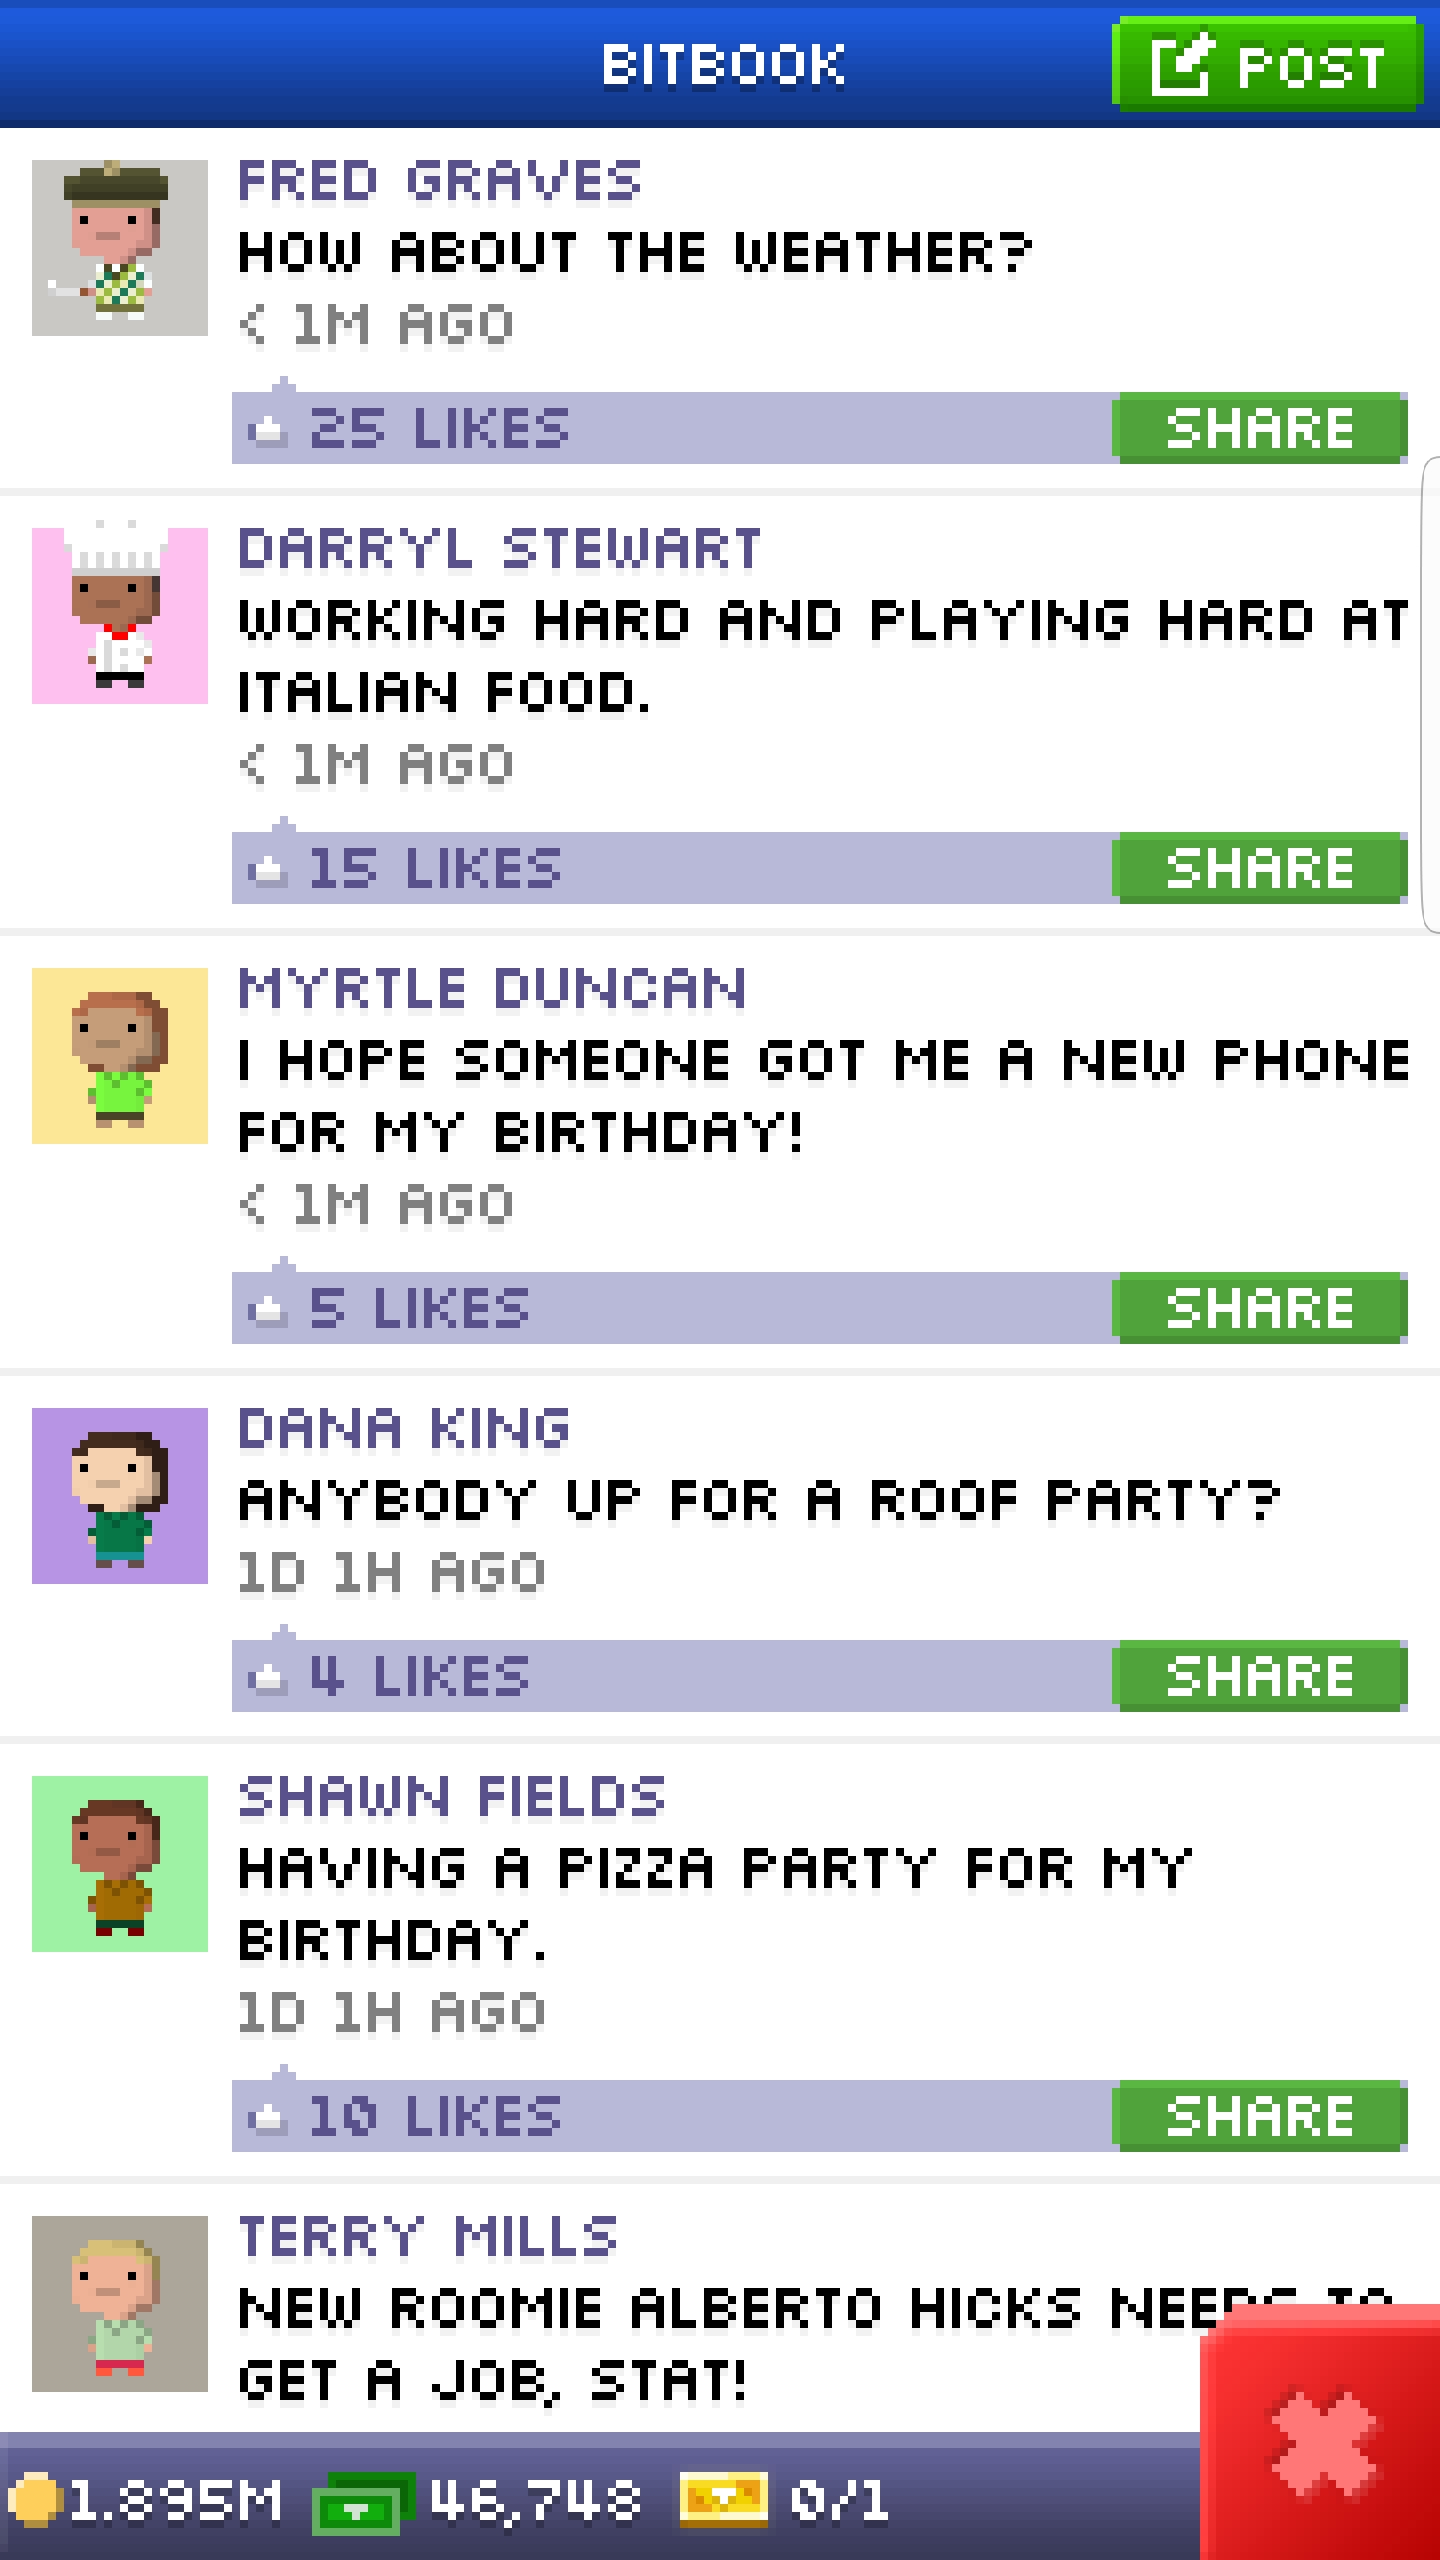 BITBOOK
POST
FRED GRAVES
HOW ABOUT THE WEATHER?
< 1M AGO
25 LIKES
SHARE
DARRYL STEWART
WORKING HARD AND PLAYING HARD AT
ITALIAN FOOD.
< 1M AGO
15 LIKES
SHARE
MYRTLE DUNCAN
I HOPE SOMEONE GOT ME A NEW PHONE
FOR MY BIRTHDAY!
< 1M AGO
5 LIKES
SHARE
DANA KING
ANYBODY UP FOR A ROOF PARTY?
1D 1H AGO
4 LIKES
SHARE
SHAWN FIELDS
HAVING A PIZZA PARTY FOR MY
BIRTHDAY.
1D 1H AGO
10 LIKES
SHARE
TERRY MILLS
NEW ROOMIE ALBERTO HICKS NEEDS TO
GET A JOB, STAT!
1.895M 46,748 0/1